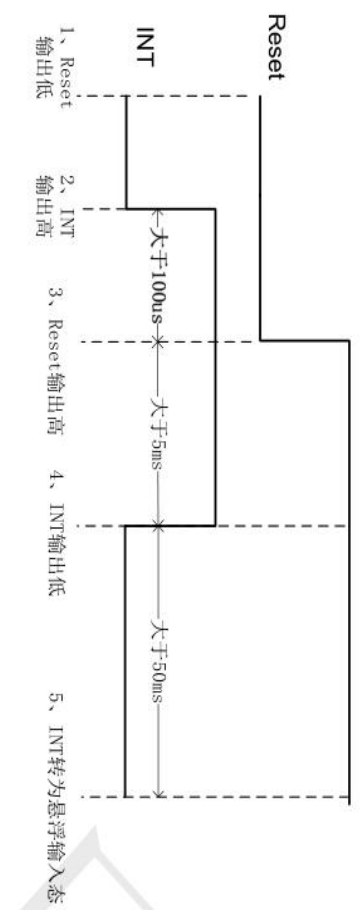 Reset
INT
大于100us
大于5ms
大于50ms
1、Reset
输出低
2、INT
输出高
3、Reset输出高
4、INT输出低
5、INT转为悬浮输入态